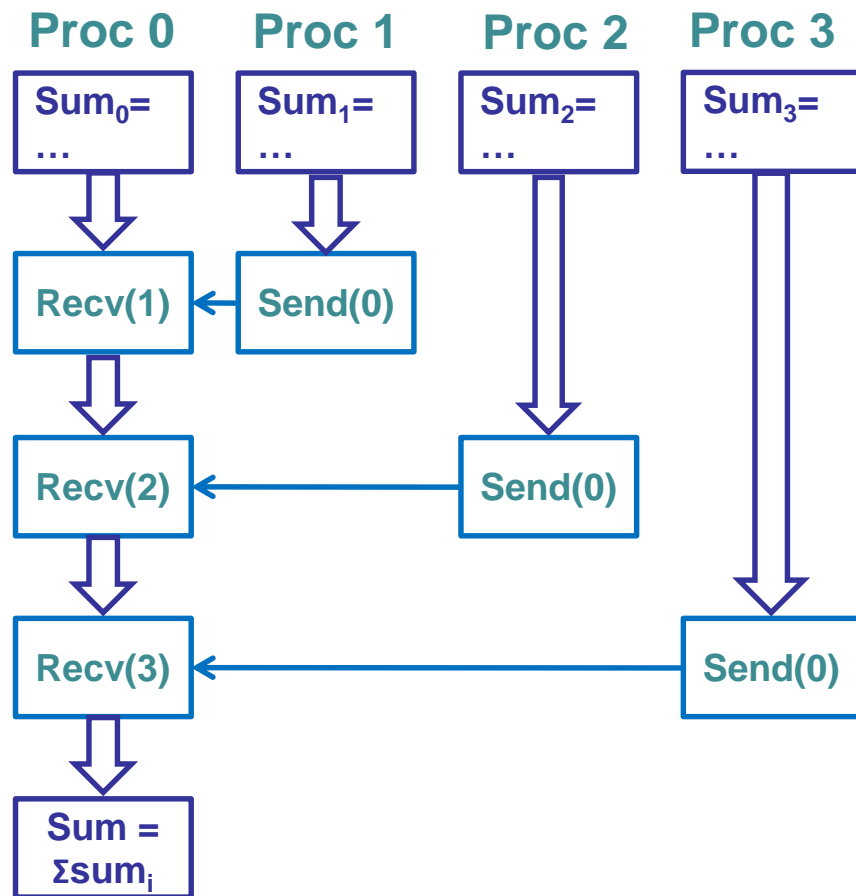 Proc 0 Proc 1 Proc 2 Proc 3
Sum₀= Sum₁= Sum₂= Sum₃=
… … … …
Recv(1) Send(0)
Recv(2) Send(0)
Recv(3) Send(0)
Sum =
Σsumᵢ